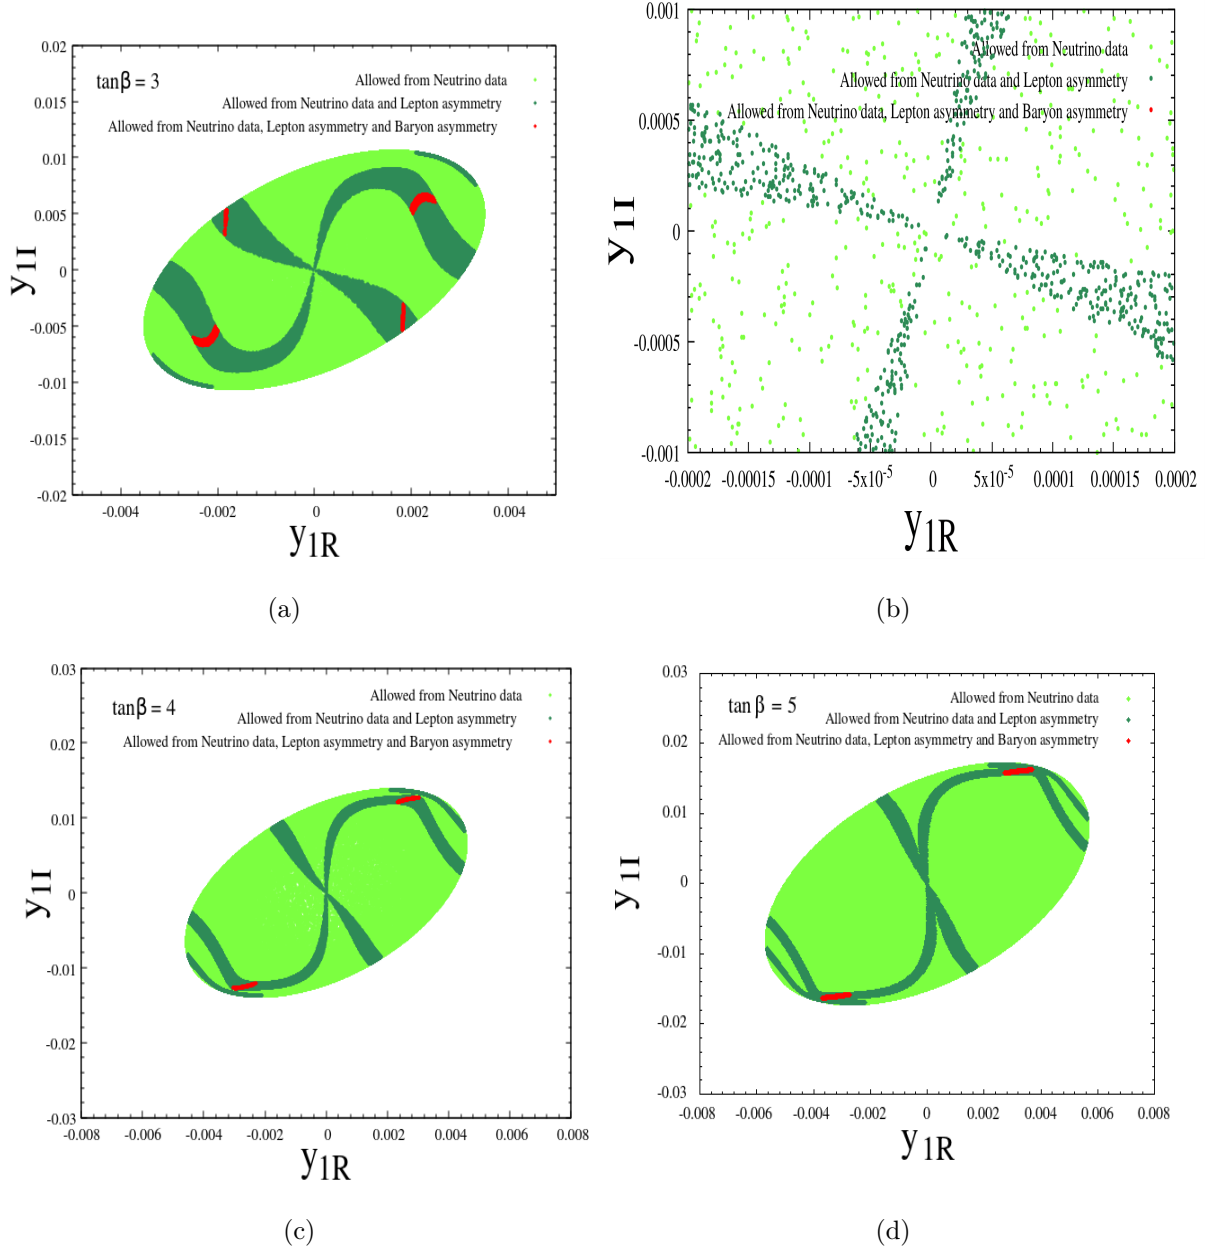 0.02
tanβ = 3
Allowed from Neutrino data
0.015
Allowed from Neutrino data and Lepton asymmetry
Allowed from Neutrino data, Lepton asymmetry and Baryon asymmetry
0.01
0.005
0
-0.005
-0.01
-0.015
-0.02
y1I
-0.004 -0.002 0 0.002 0.004
y1R
(a)
0.001
Allowed from Neutrino data
Allowed from Neutrino data and Lepton asymmetry
Allowed from Neutrino data, Lepton asymmetry and Baryon asymmetry
0.0005
0
-0.0005
-0.001
y1I
-0.0002 -0.00015 -0.0001 -5x10-5 0 5x10-5 0.0001 0.00015 0.0002
y1R
(b)
0.03
tanβ = 4
Allowed from Neutrino data
Allowed from Neutrino data and Lepton asymmetry
Allowed from Neutrino data, Lepton asymmetry and Baryon asymmetry
0.02
0.01
0
-0.01
-0.02
-0.03
y1I
-0.008 -0.006 -0.004 -0.002 0 0.002 0.004 0.006 0.008
y1R
(c)
0.03
tan β = 5
Allowed from Neutrino data
Allowed from Neutrino data and Lepton asymmetry
Allowed from Neutrino data, Lepton asymmetry and Baryon asymmetry
0.02
0.01
0
-0.01
-0.02
-0.03
y1I
-0.008 -0.006 -0.004 -0.002 0 0.002 0.004 0.006 0.008
y1R
(d)